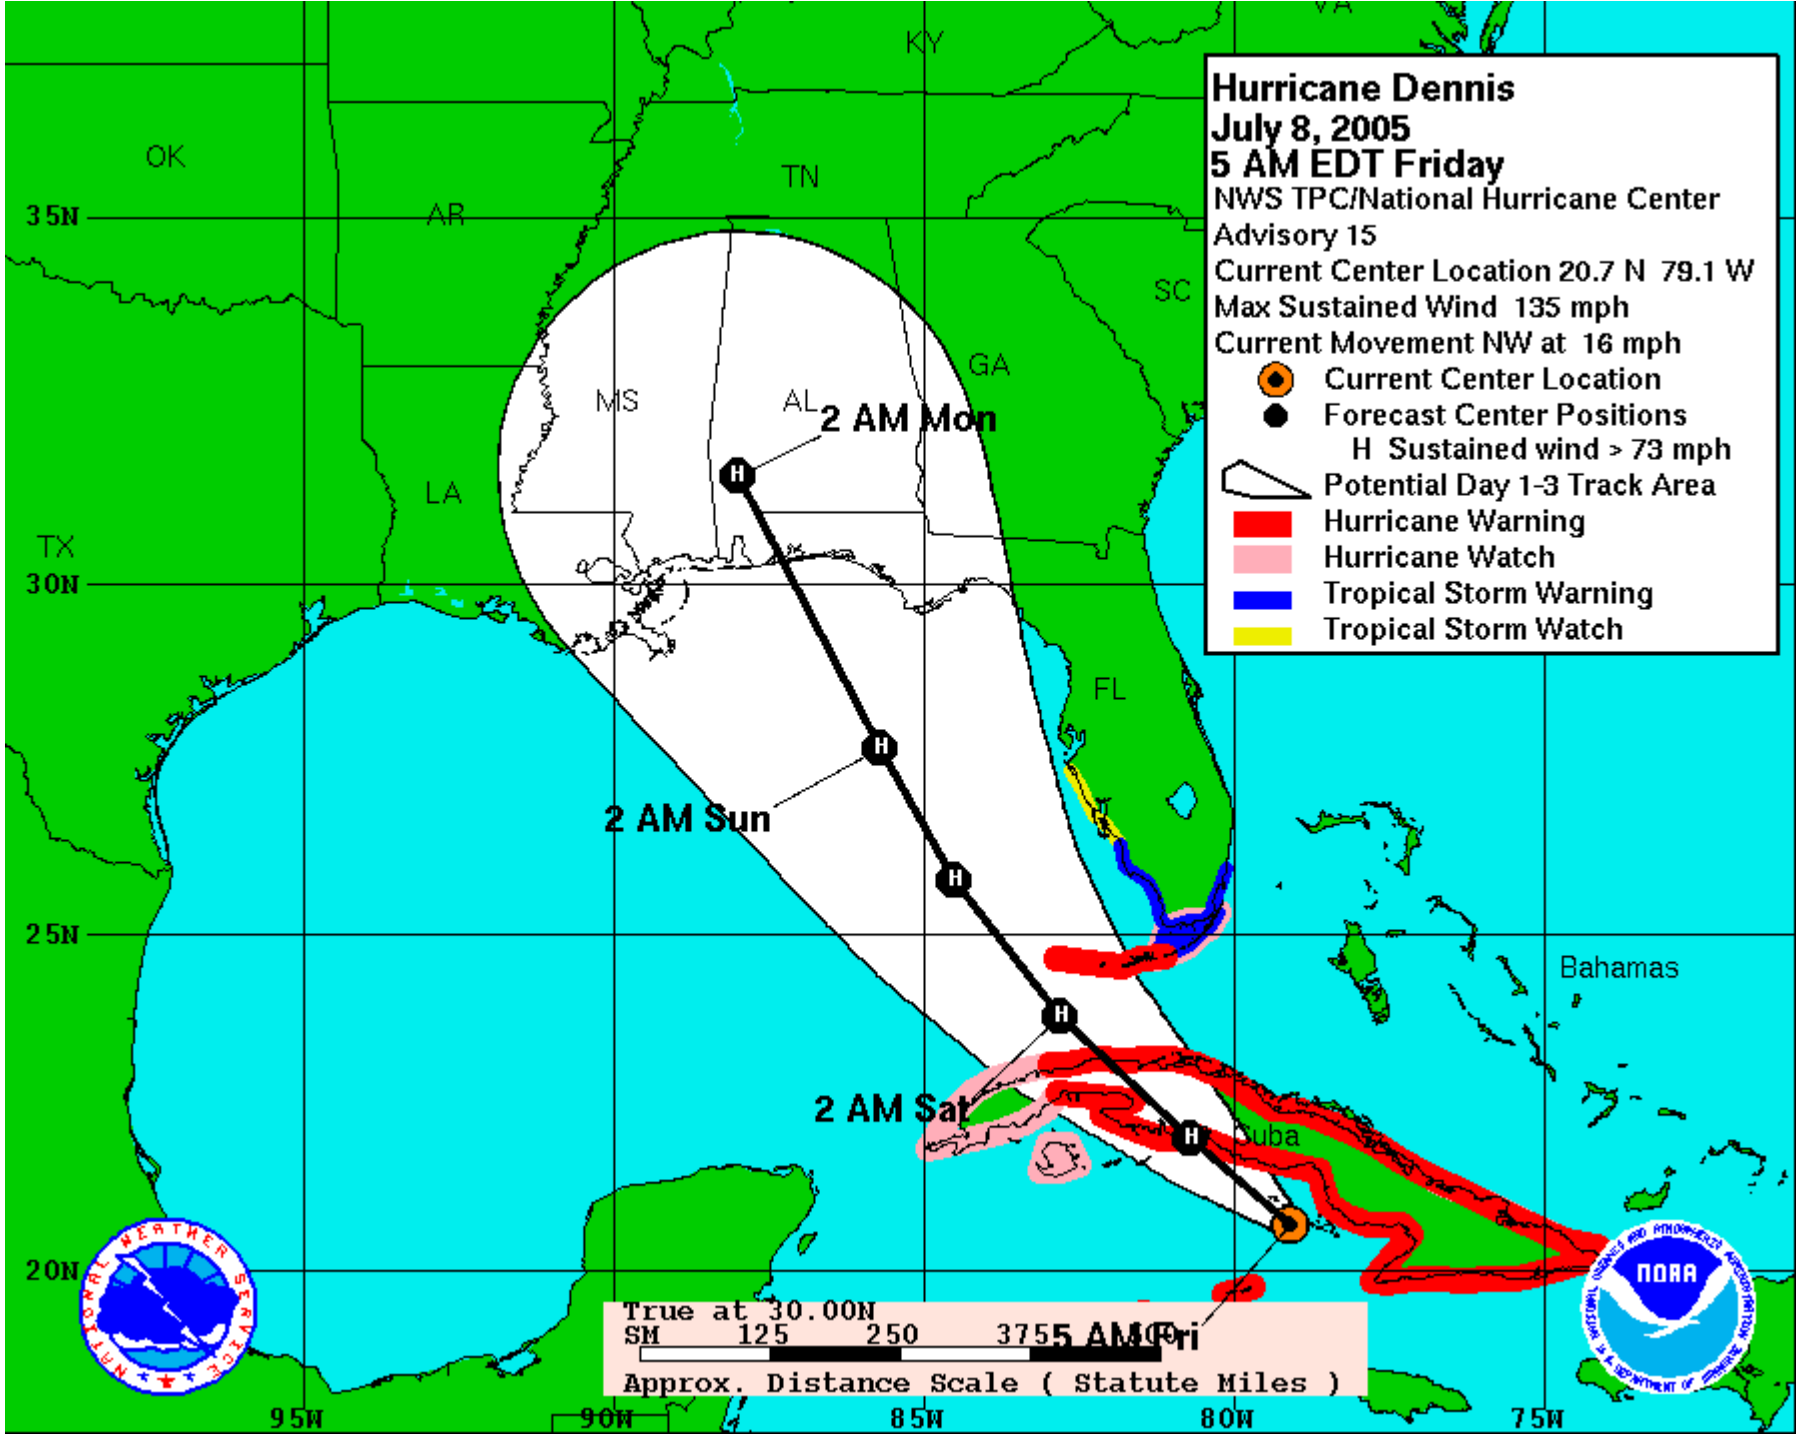 VA
KY
Hurricane Dennis
July 8, 2005
5 AM EDT Friday
NWS TPC/National Hurricane Center
Advisory 15
Current Center Location 20.7 N 79.1 W
Max Sustained Wind 135 mph
Current Movement NW at 16 mph
Current Center Location
Forecast Center Positions
H Sustained wind > 73 mph
Potential Day 1-3 Track Area
Hurricane Warning
Hurricane Watch
Tropical Storm Warning
Tropical Storm Watch
OK
TN
AR
35N
SC
GA
MS
AL
2 AM Mon
H
LA
TX
30N
FL
H
2 AM Sun
H
25N
Bahamas
H
2 AM Sat
H
Cuba
20N
NATIONAL WEATHER SERVICE
NOAA
True at 30.00N
SM 125 250 375
5 AM Fri
Approx. Distance Scale ( Statute Miles )
95W 90W 85W 80W 75W